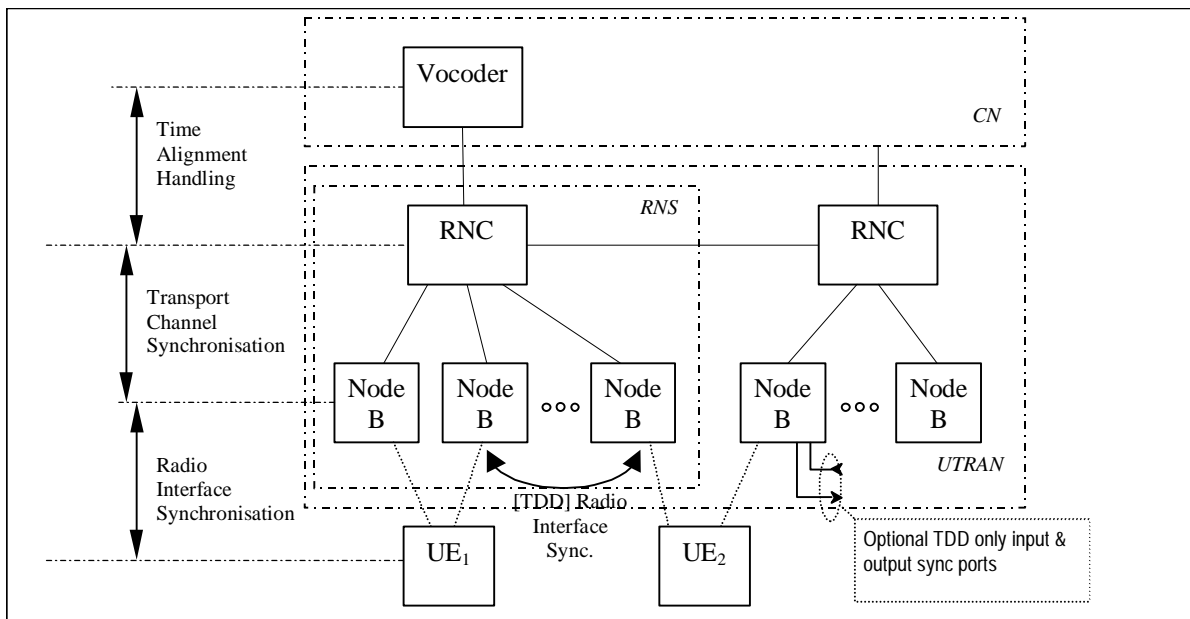 Vocoder
CN
Time
Alignment
Handling
RNS
RNC
RNC
Transport
Channel
Synchronisation
Node
B
Node
B
Node
B
Node
B
Node
B
UTRAN
Radio
Interface
Synchronisation
[TDD] Radio
Interface
Sync.
UE1
UE2
Optional TDD only input &
output sync ports